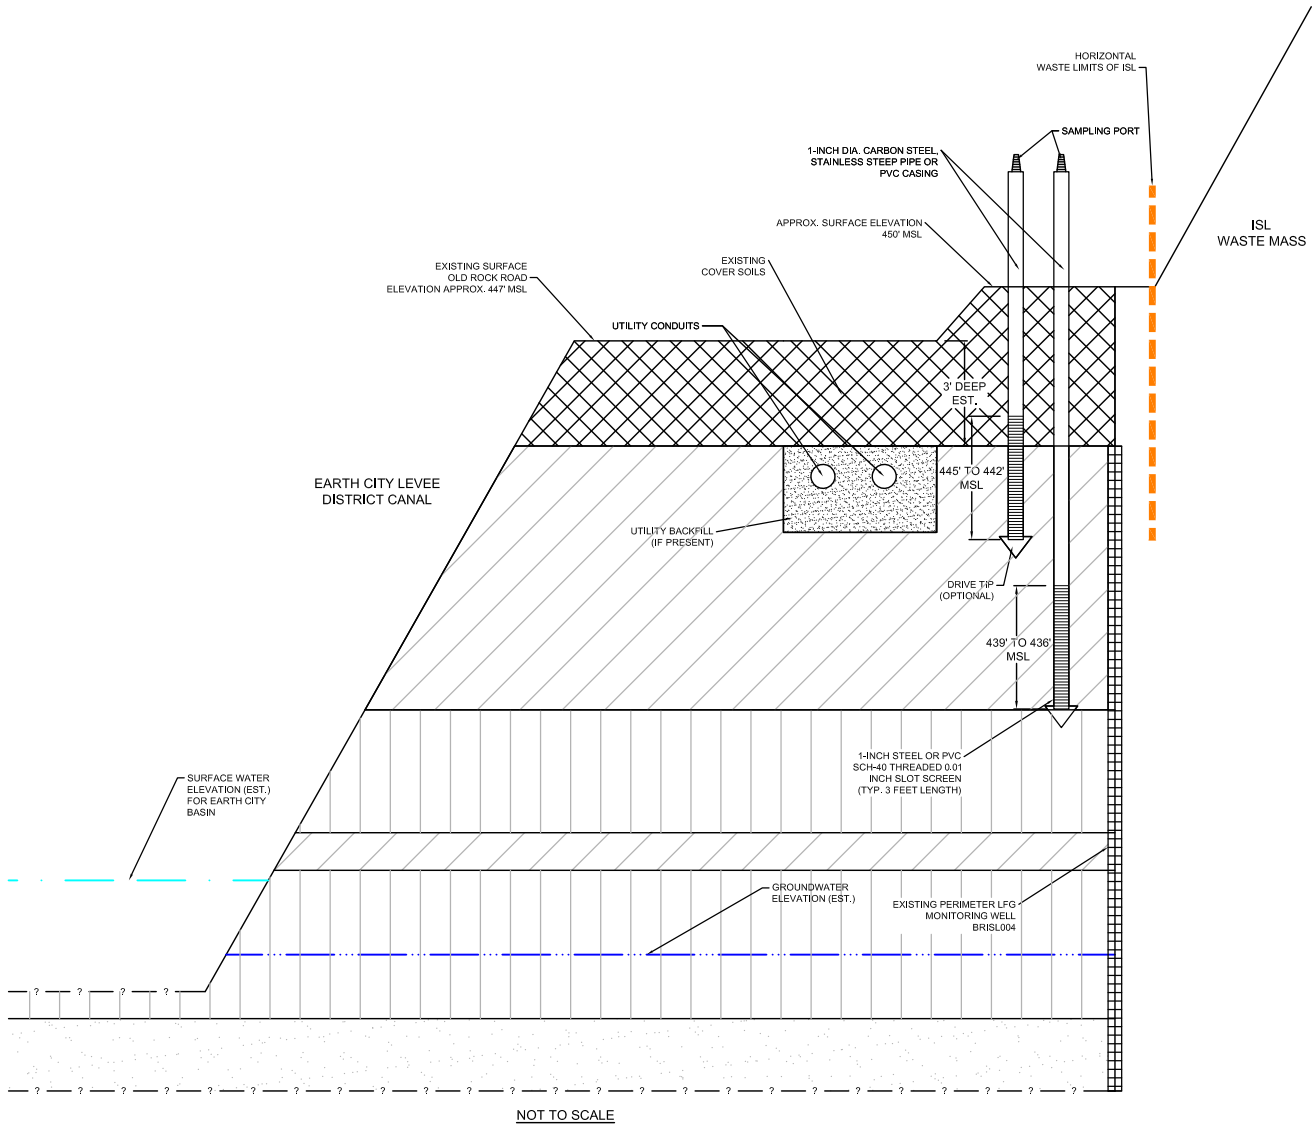 HORIZONTAL
WASTE LIMITS OF ISL
SAMPLING PORT
1-INCH DIA. CARBON STEEL,
STAINLESS STEEP PIPE OR
PVC CASING
ISL
WASTE MASS
APPROX. SURFACE ELEVATION
450' MSL
EXISTING
COVER SOILS
EXISTING SURFACE
OLD ROCK ROAD
ELEVATION APPROX. 447' MSL
UTILITY CONDUITS
3' DEEP
EST.
445' TO 442'
MSL
EARTH CITY LEVEE
DISTRICT CANAL
UTILITY BACKFILL
(IF PRESENT)
DRIVE TIP
(OPTIONAL)
439' TO 436'
MSL
1-INCH STEEL OR PVC
SCH-40 THREADED 0.01
INCH SLOT SCREEN
(TYP. 3 FEET LENGTH)
SURFACE WATER
ELEVATION (EST.)
FOR EARTH CITY
BASIN
GROUNDWATER
ELEVATION (EST.)
EXISTING PERIMETER LFG
MONITORING WELL
BRISL004
? ? ? ?
? ? ? ? ? ? ? ? ? ? ? ? ? ? ? ? ? ? ? ? ? ? ? ? ?
NOT TO SCALE